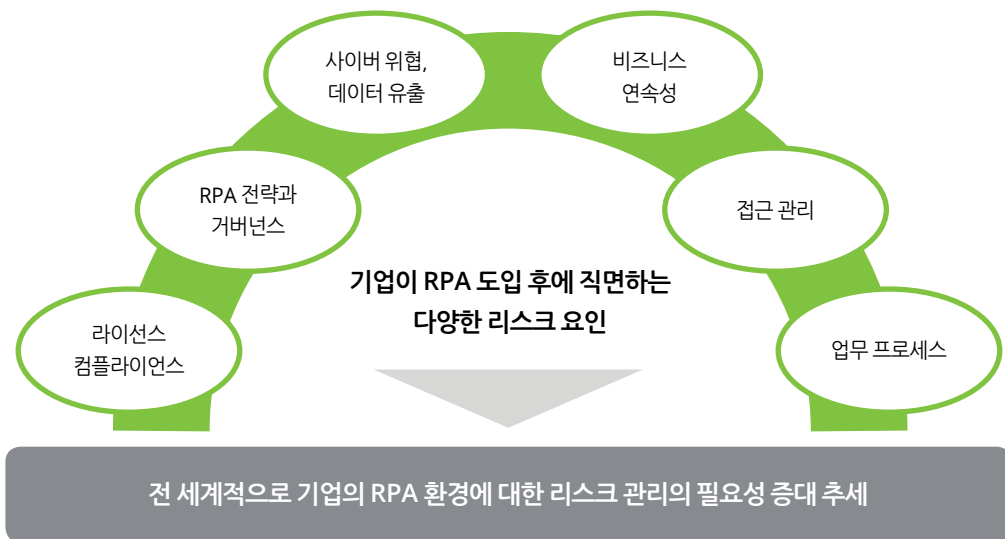 사이버 위협,
데이터 유출
비즈니스
연속성
RPA 전략과
거버넌스
접근 관리
기업이 RPA 도입 후에 직면하는
다양한 리스크 요인
라이선스
컴플라이언스
업무 프로세스
전 세계적으로 기업의 RPA 환경에 대한 리스크 관리의 필요성 증대 추세